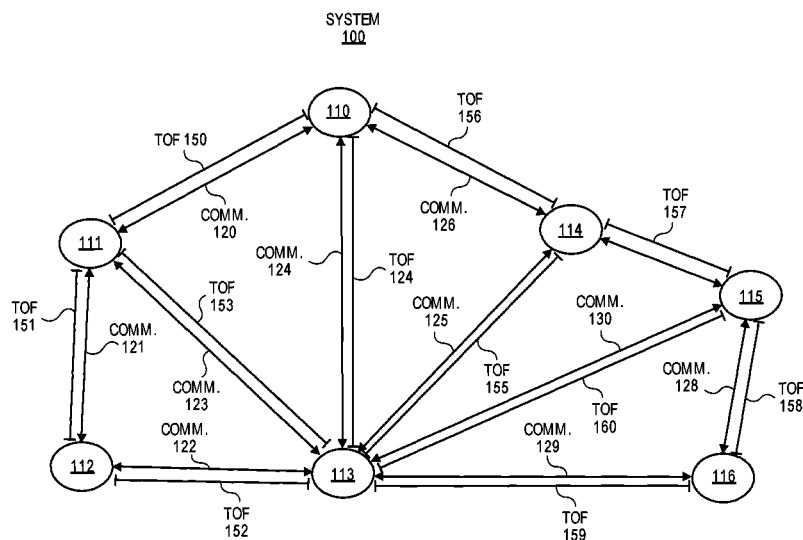 SYSTEM
100
110
TOF
156
TOF 150
COMM.
120
COMM.
126
TOF
157
111
114
COMM.
124
TOF
124
TOF
153
COMM.
125
COMM.
130
115
TOF
151
COMM.
121
COMM.
123
TOF
155
TOF
160
COMM.
128
TOF
158
COMM.
122
COMM.
129
112
113
116
TOF
152
TOF
159